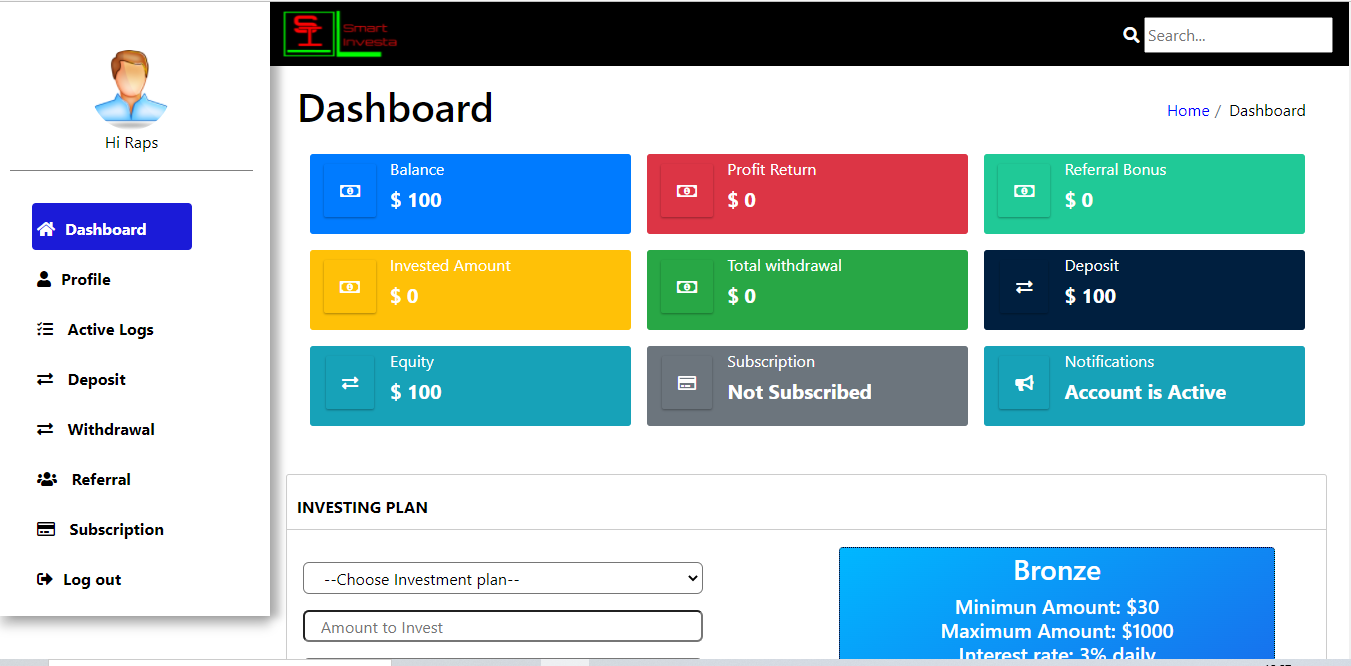 Smart
Investa
Search...
Hi Raps
Dashboard
Profile
Active Logs
Deposit
Withdrawal
Referral
Subscription
Log out
Dashboard
Home / Dashboard
Balance
$ 100
Profit Return
$ 0
Referral Bonus
$ 0
Invested Amount
$ 0
Total withdrawal
$ 0
Deposit
$ 100
Equity
$ 100
Subscription
Not Subscribed
Notifications
Account is Active
INVESTING PLAN
--Choose Investment plan--
Amount to Invest
Bronze
Minimun Amount: $30
Maximum Amount: $1000
Interest rate: 3% daily